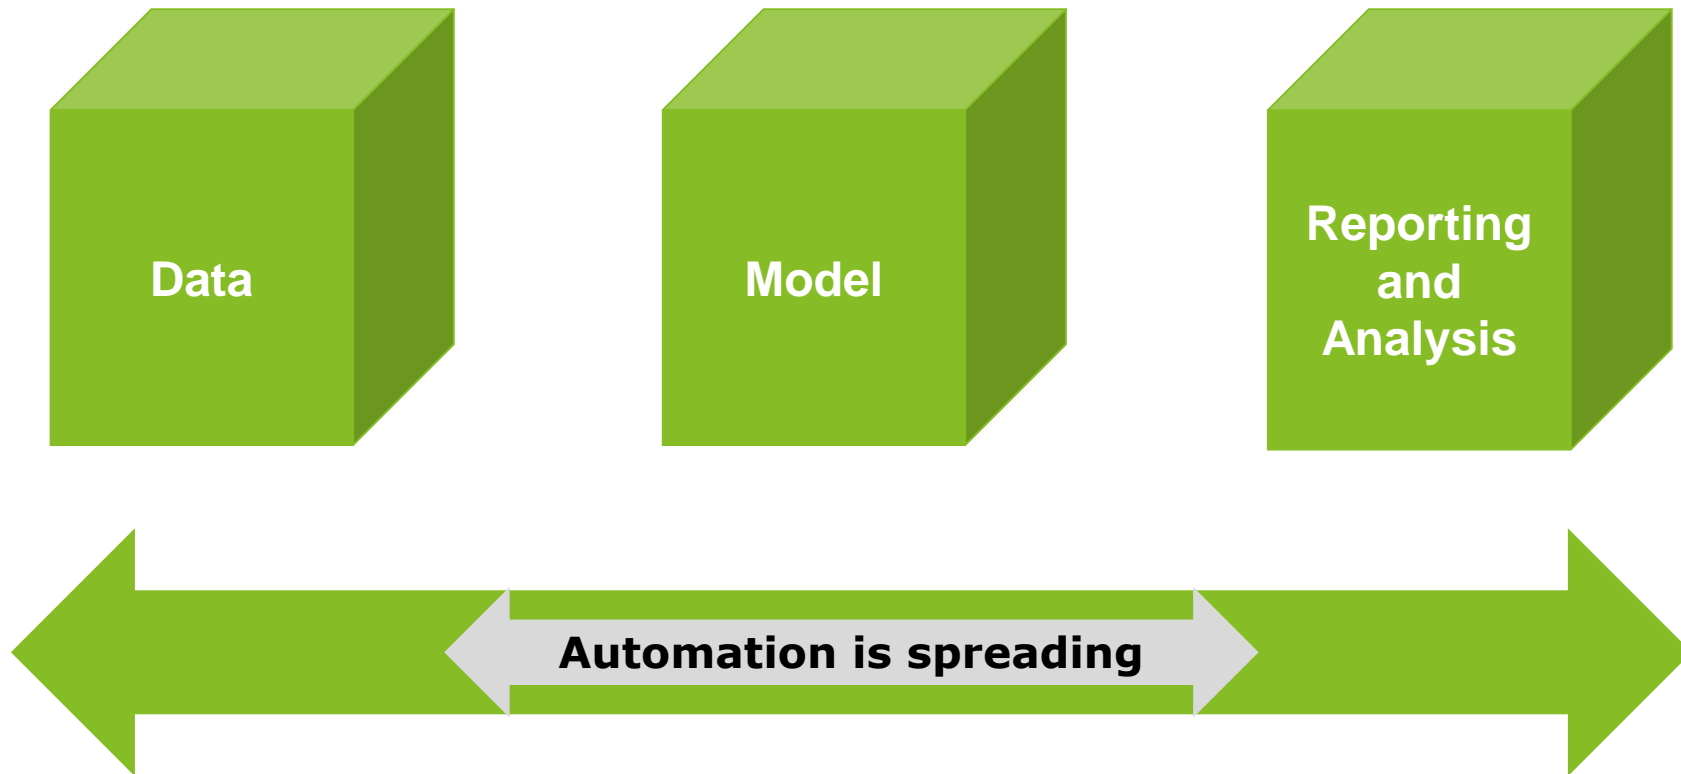 Data
Model
Reporting
and
Analysis
Automation is spreading